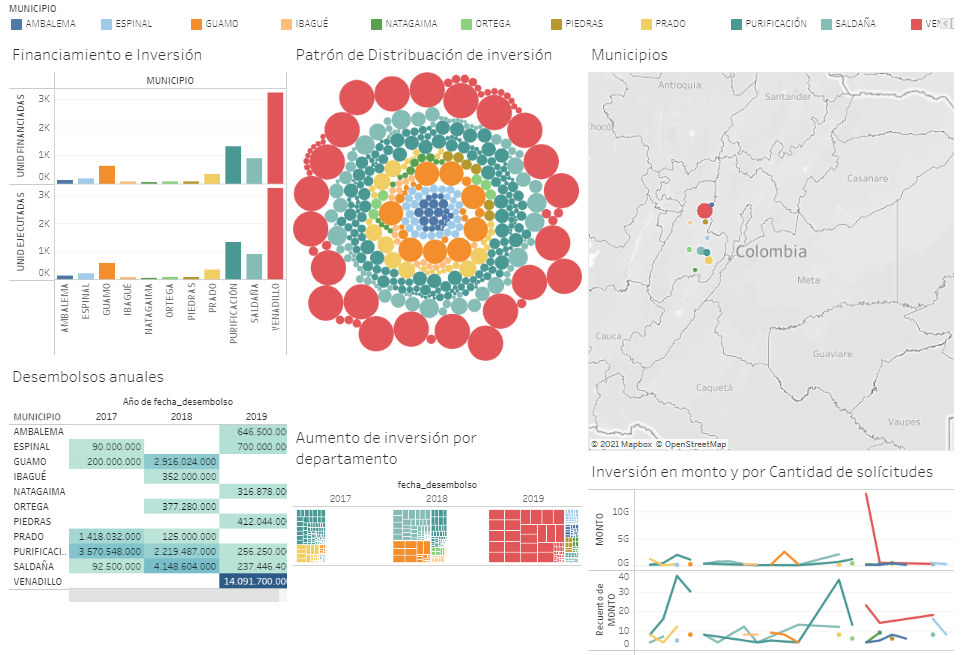 MUNICIPIO
AMBALEMA ESPINAL GUAMO IBAGUÉ NATAGAIMA ORTEGA PIEDRAS PRADO PURIFICACIÓN SALDAÑA
Financiamiento e Inversión
MUNICIPIO
UNID FINANCIADAS
3K
2K
1K
0K
UNID EJECUTADAS
3K
2K
1K
0K
AMBALEMA
ESPINAL
GUAMO
IBAGUÉ
NATAGAIMA
ORTEGA
PIEDRAS
PRADO
PURIFICACIÓN
SALDAÑA
VENADILLO
Patrón de Distribuación de inversión
Municipios
Antioquia
Santander
Chocó
Casanare
Colombia
Meta
Cauca
Guaviare
Caquetá
Vaupes
© 2021 Mapbox © OpenStreetMap
Desembolsos anuales
Año de fecha_desembolso
MUNICIPIO 2017 2018 2019
AMBALEMA 646.500.00
ESPINAL 90.000.000 700.000.00
GUAMO 200.000.000 2.916.024.000
IBAGUÉ 352.000.000
NATAGAIMA 316.878.00
ORTEGA 377.280.000
PIEDRAS 412.044.00
PRADO 1.418.032.000 125.000.000
PURIFICACI.. 3.570.548.000 2.219.487.000 256.250.00
SALDAÑA 92.500.000 4.148.604.000 237.446.40
VENADILLO 14.091.700.00
Aumento de inversión por
departamento
fecha_desembolso
2017 2018 2019
Inversión en monto y por Cantidad de solícitudes
MONTO
10G
5G
0G
Recuento de
MONTO
40
30
20
10
0